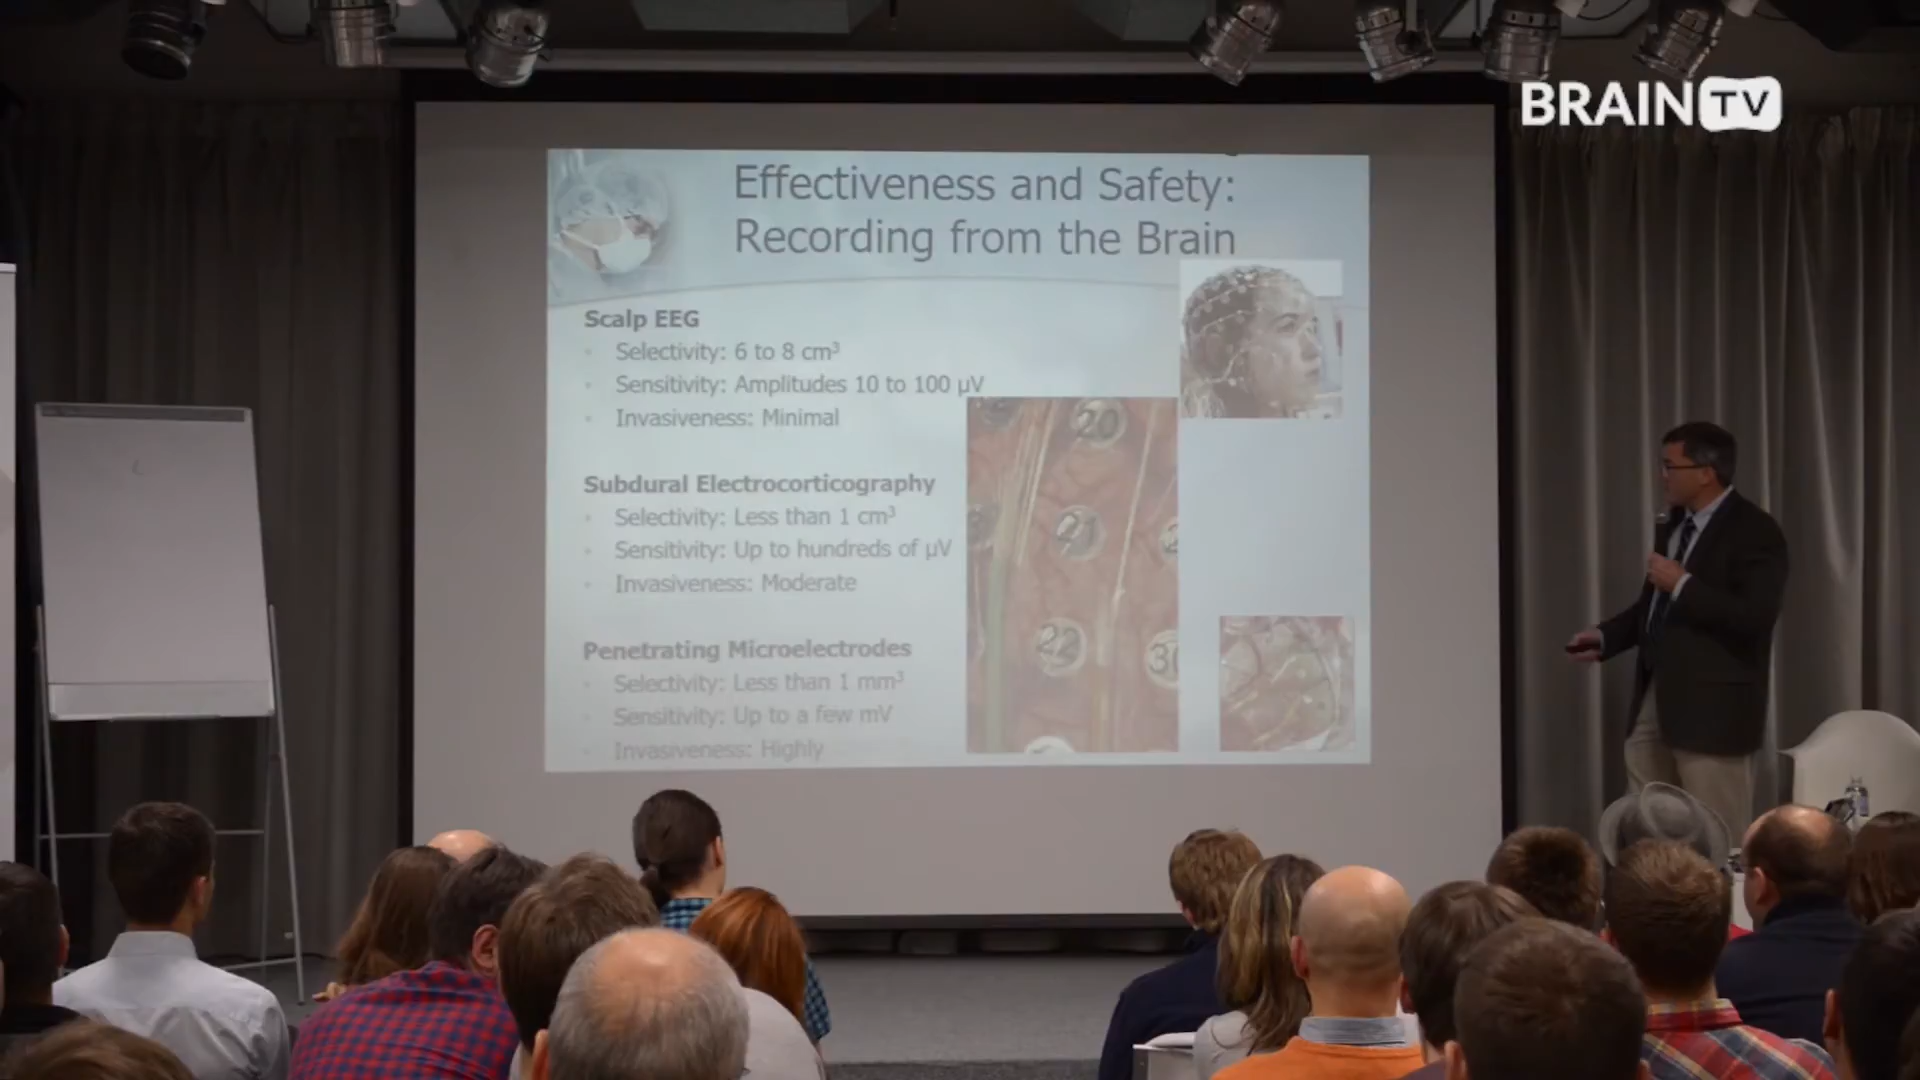 BRAIN TV
Effectiveness and Safety:
Recording from the Brain
Scalp EEG
• Selectivity: 6 to 8 cm³
• Sensitivity: Amplitudes 10 to 100 µV
• Invasiveness: Minimal
Subdural Electrocorticography
• Selectivity: Less than 1 cm³
• Sensitivity: Up to hundreds of µV
• Invasiveness: Moderate
Penetrating Microelectrodes
• Selectivity: Less than 1 mm³
• Sensitivity: Up to a few mV
• Invasiveness: Highly
20
21
22
30